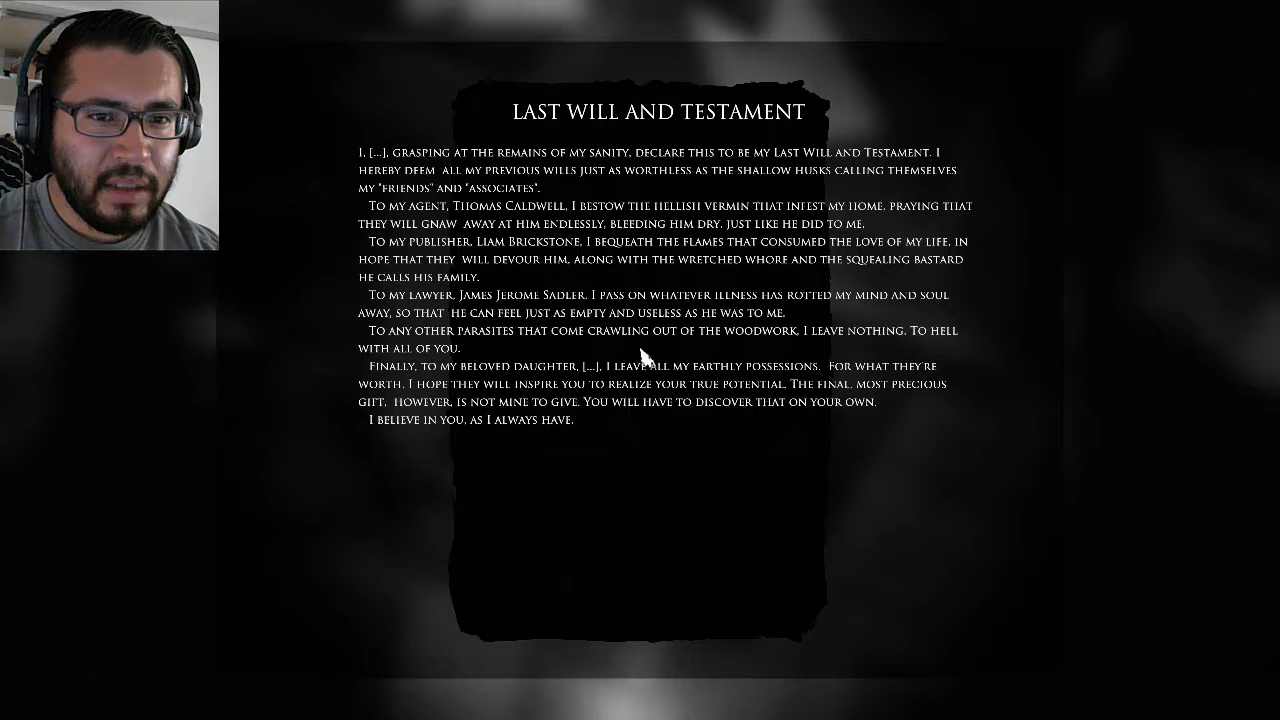 LAST WILL AND TESTAMENT
I, [...], GRASPING AT THE REMAINS OF MY SANITY, DECLARE THIS TO BE MY LAST WILL AND TESTAMENT. I
HEREBY DEEM ALL MY PREVIOUS WILLS JUST AS WORTHLESS AS THE SHALLOW HUSKS CALLING THEMSELVES
MY "FRIENDS" AND "ASSOCIATES".
TO MY AGENT, THOMAS CALDWELL, I BESTOW THE HELLISH VERMIN THAT INFEST MY HOME, PRAYING THAT
THEY WILL GNAW AWAY AT HIM ENDLESSLY, BLEEDING HIM DRY, JUST LIKE HE DID TO ME.
TO MY PUBLISHER, LIAM BRICKSTONE, I BEQUEATH THE FLAMES THAT CONSUMED THE LOVE OF MY LIFE, IN
HOPE THAT THEY WILL DEVOUR HIM, ALONG WITH THE WRETCHED WHORE AND THE SQUEALING BASTARD
HE CALLS HIS FAMILY.
TO MY LAWYER, JAMES JEROME SADLER, I PASS ON WHATEVER ILLNESS HAS ROTTED MY MIND AND SOUL
AWAY, SO THAT HE CAN FEEL JUST AS EMPTY AND USELESS AS HE WAS TO ME.
TO ANY OTHER PARASITES THAT COME CRAWLING OUT OF THE WOODWORK, I LEAVE NOTHING. TO HELL
WITH ALL OF YOU.
FINALLY, TO MY BELOVED DAUGHTER, [...], I LEAVE ALL MY EARTHLY POSSESSIONS. FOR WHAT THEY'RE
WORTH, I HOPE THEY WILL INSPIRE YOU TO REALIZE YOUR TRUE POTENTIAL. THE FINAL, MOST PRECIOUS
GIFT, HOWEVER, IS NOT MINE TO GIVE. YOU WILL HAVE TO DISCOVER THAT ON YOUR OWN.
I BELIEVE IN YOU, AS I ALWAYS HAVE.